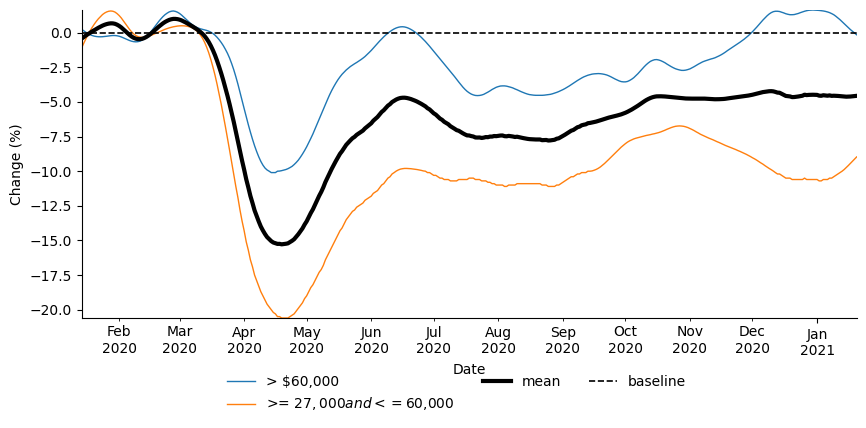 0.0
−2.5
−5.0
−7.5
−10.0
−12.5
−15.0
−17.5
−20.0
Change (%)
Feb 2020
Mar 2020
Apr 2020
May 2020
Jun 2020
Jul 2020
Aug 2020
Sep 2020
Oct 2020
Nov 2020
Dec 2020
Jan 2021
Date
> $60,000
>= 27,000and<=60,000
mean
baseline